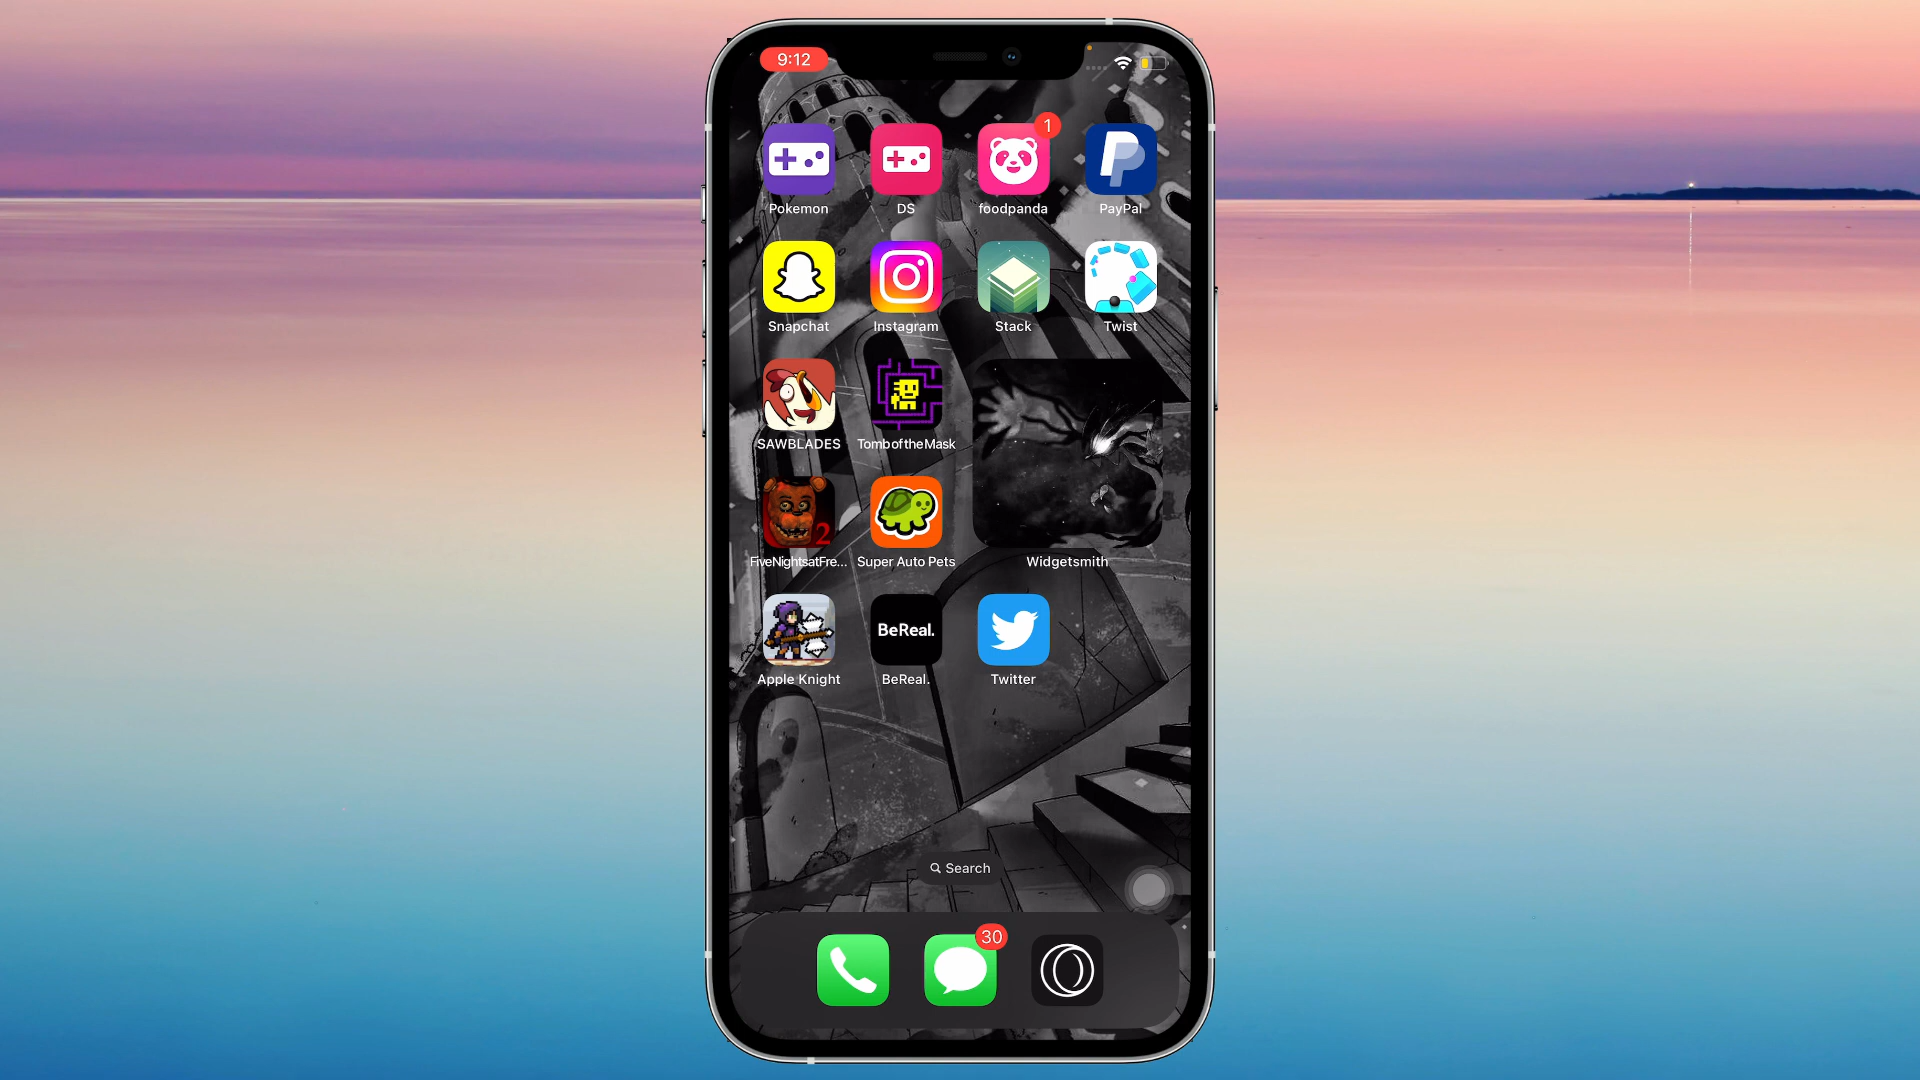 9:12
1
Pokemon DS foodpanda PayPal
Snapchat Instagram Stack Twist
SAWBLADES TomboftheMask
2
FiveNightsatFre... Super Auto Pets Widgetsmith
BeReal.
Apple Knight BeReal. Twitter
Search
30